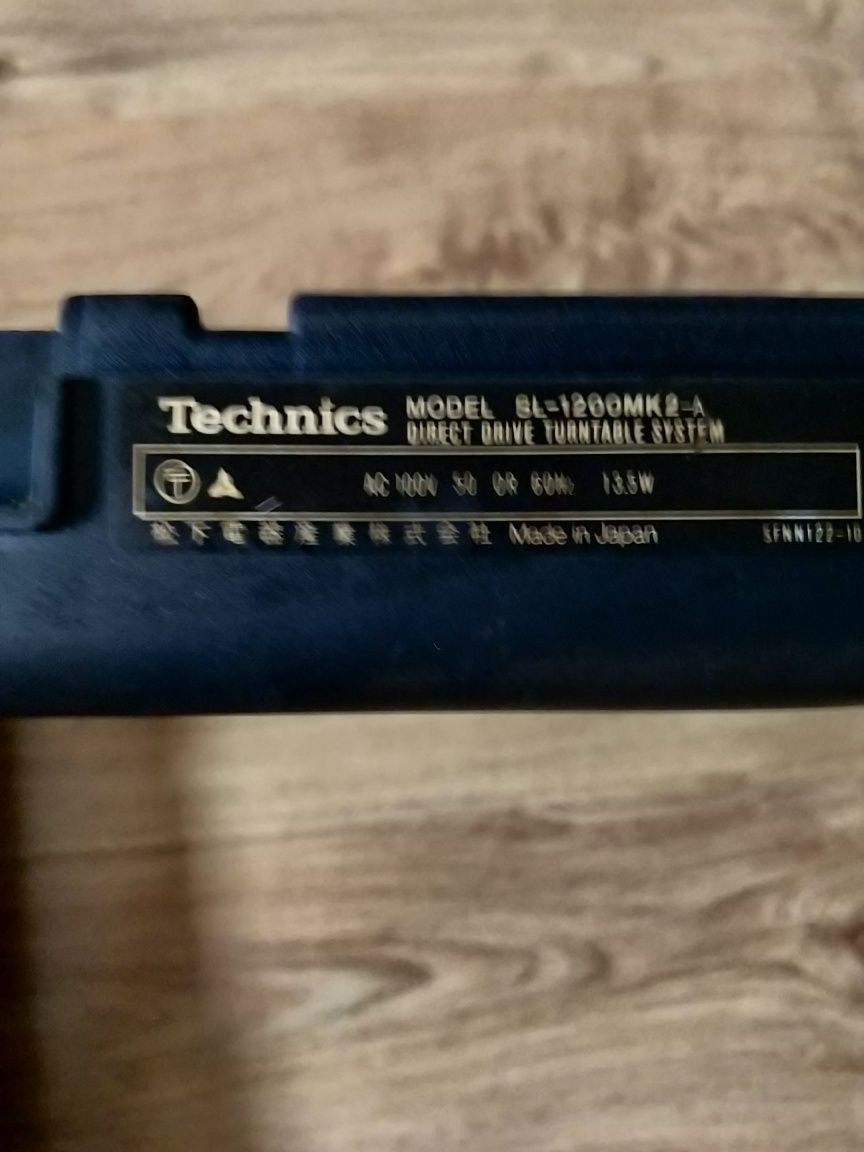 Technics MODEL SL-1200MK2-A
DIRECT DRIVE TURNTABLE SYSTEM
〒 AC 100V 50 OR 60Hz 13.5W
松下電器産業株式会社 Made in Japan SFNN122-10